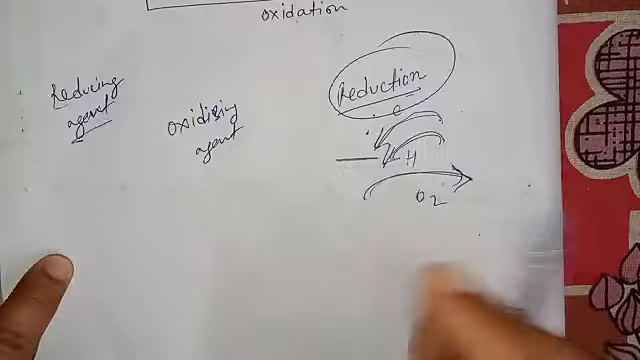 oxidation
Reducing
agent
oxidising
agent
Reduction
e⁻
H
O2